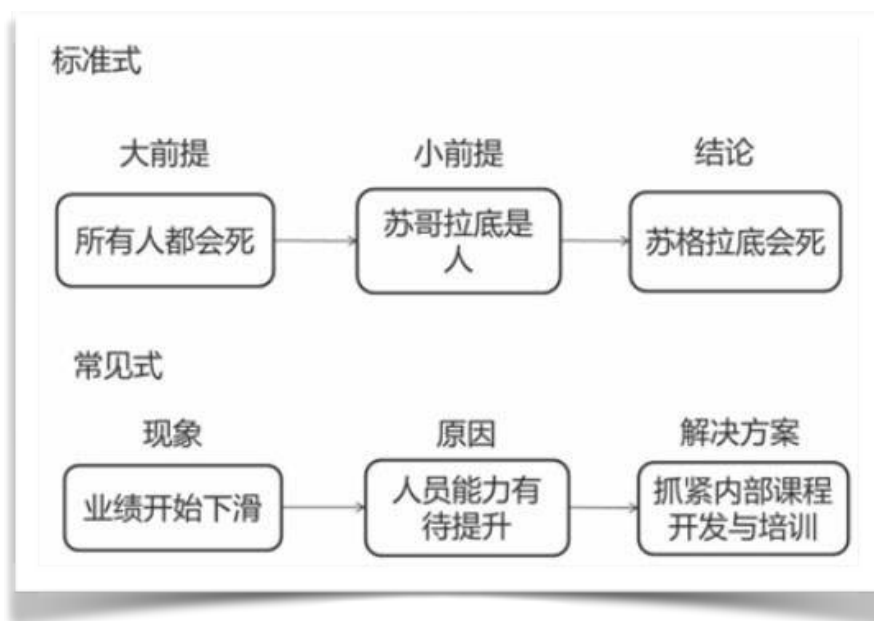 标准式
大前提
小前提
结论
所有人都会死
苏哥拉底是
人
苏格拉底会死
常见式
现象
原因
解决方案
业绩开始下滑
人员能力有
待提升
抓紧内部课程
开发与培训